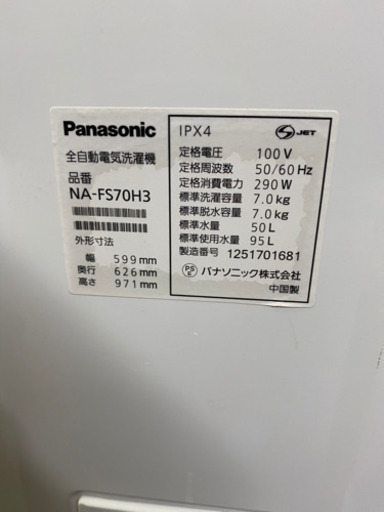 Panasonic
全自動電気洗濯機
品番
NA-FS70H3
外形寸法
幅 599mm
奥行 626mm
高さ 971mm
IPX4
S JET
定格電圧 100V
定格周波数 50/60Hz
定格消費電力 290W
標準洗濯容量 7.0kg
標準脱水容量 7.0kg
標準水量 50L
標準使用水量 95L
製造番号 1251701681
PSE パナソニック株式会社
中国製